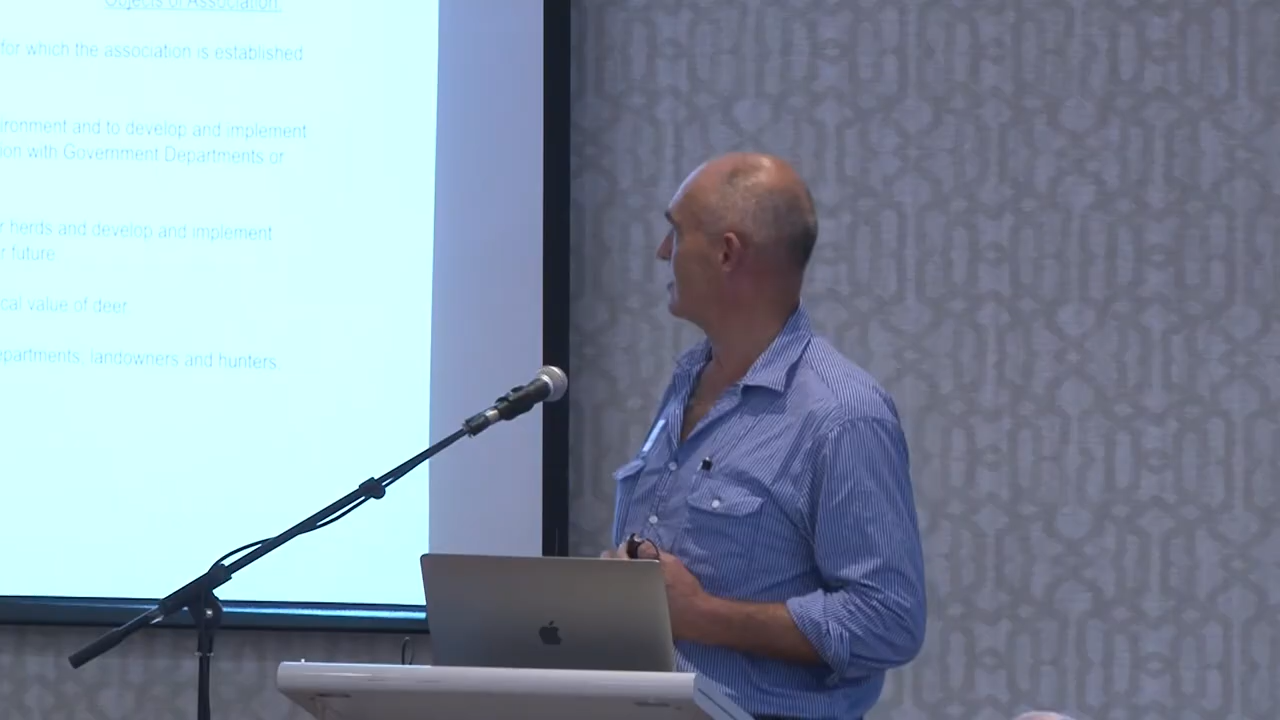 Objects of Association
for which the association is established
ironment and to develop and implement
ion with Government Departments or
r herds and develop and implement
r future.
cal value of deer
epartments, landowners and hunters